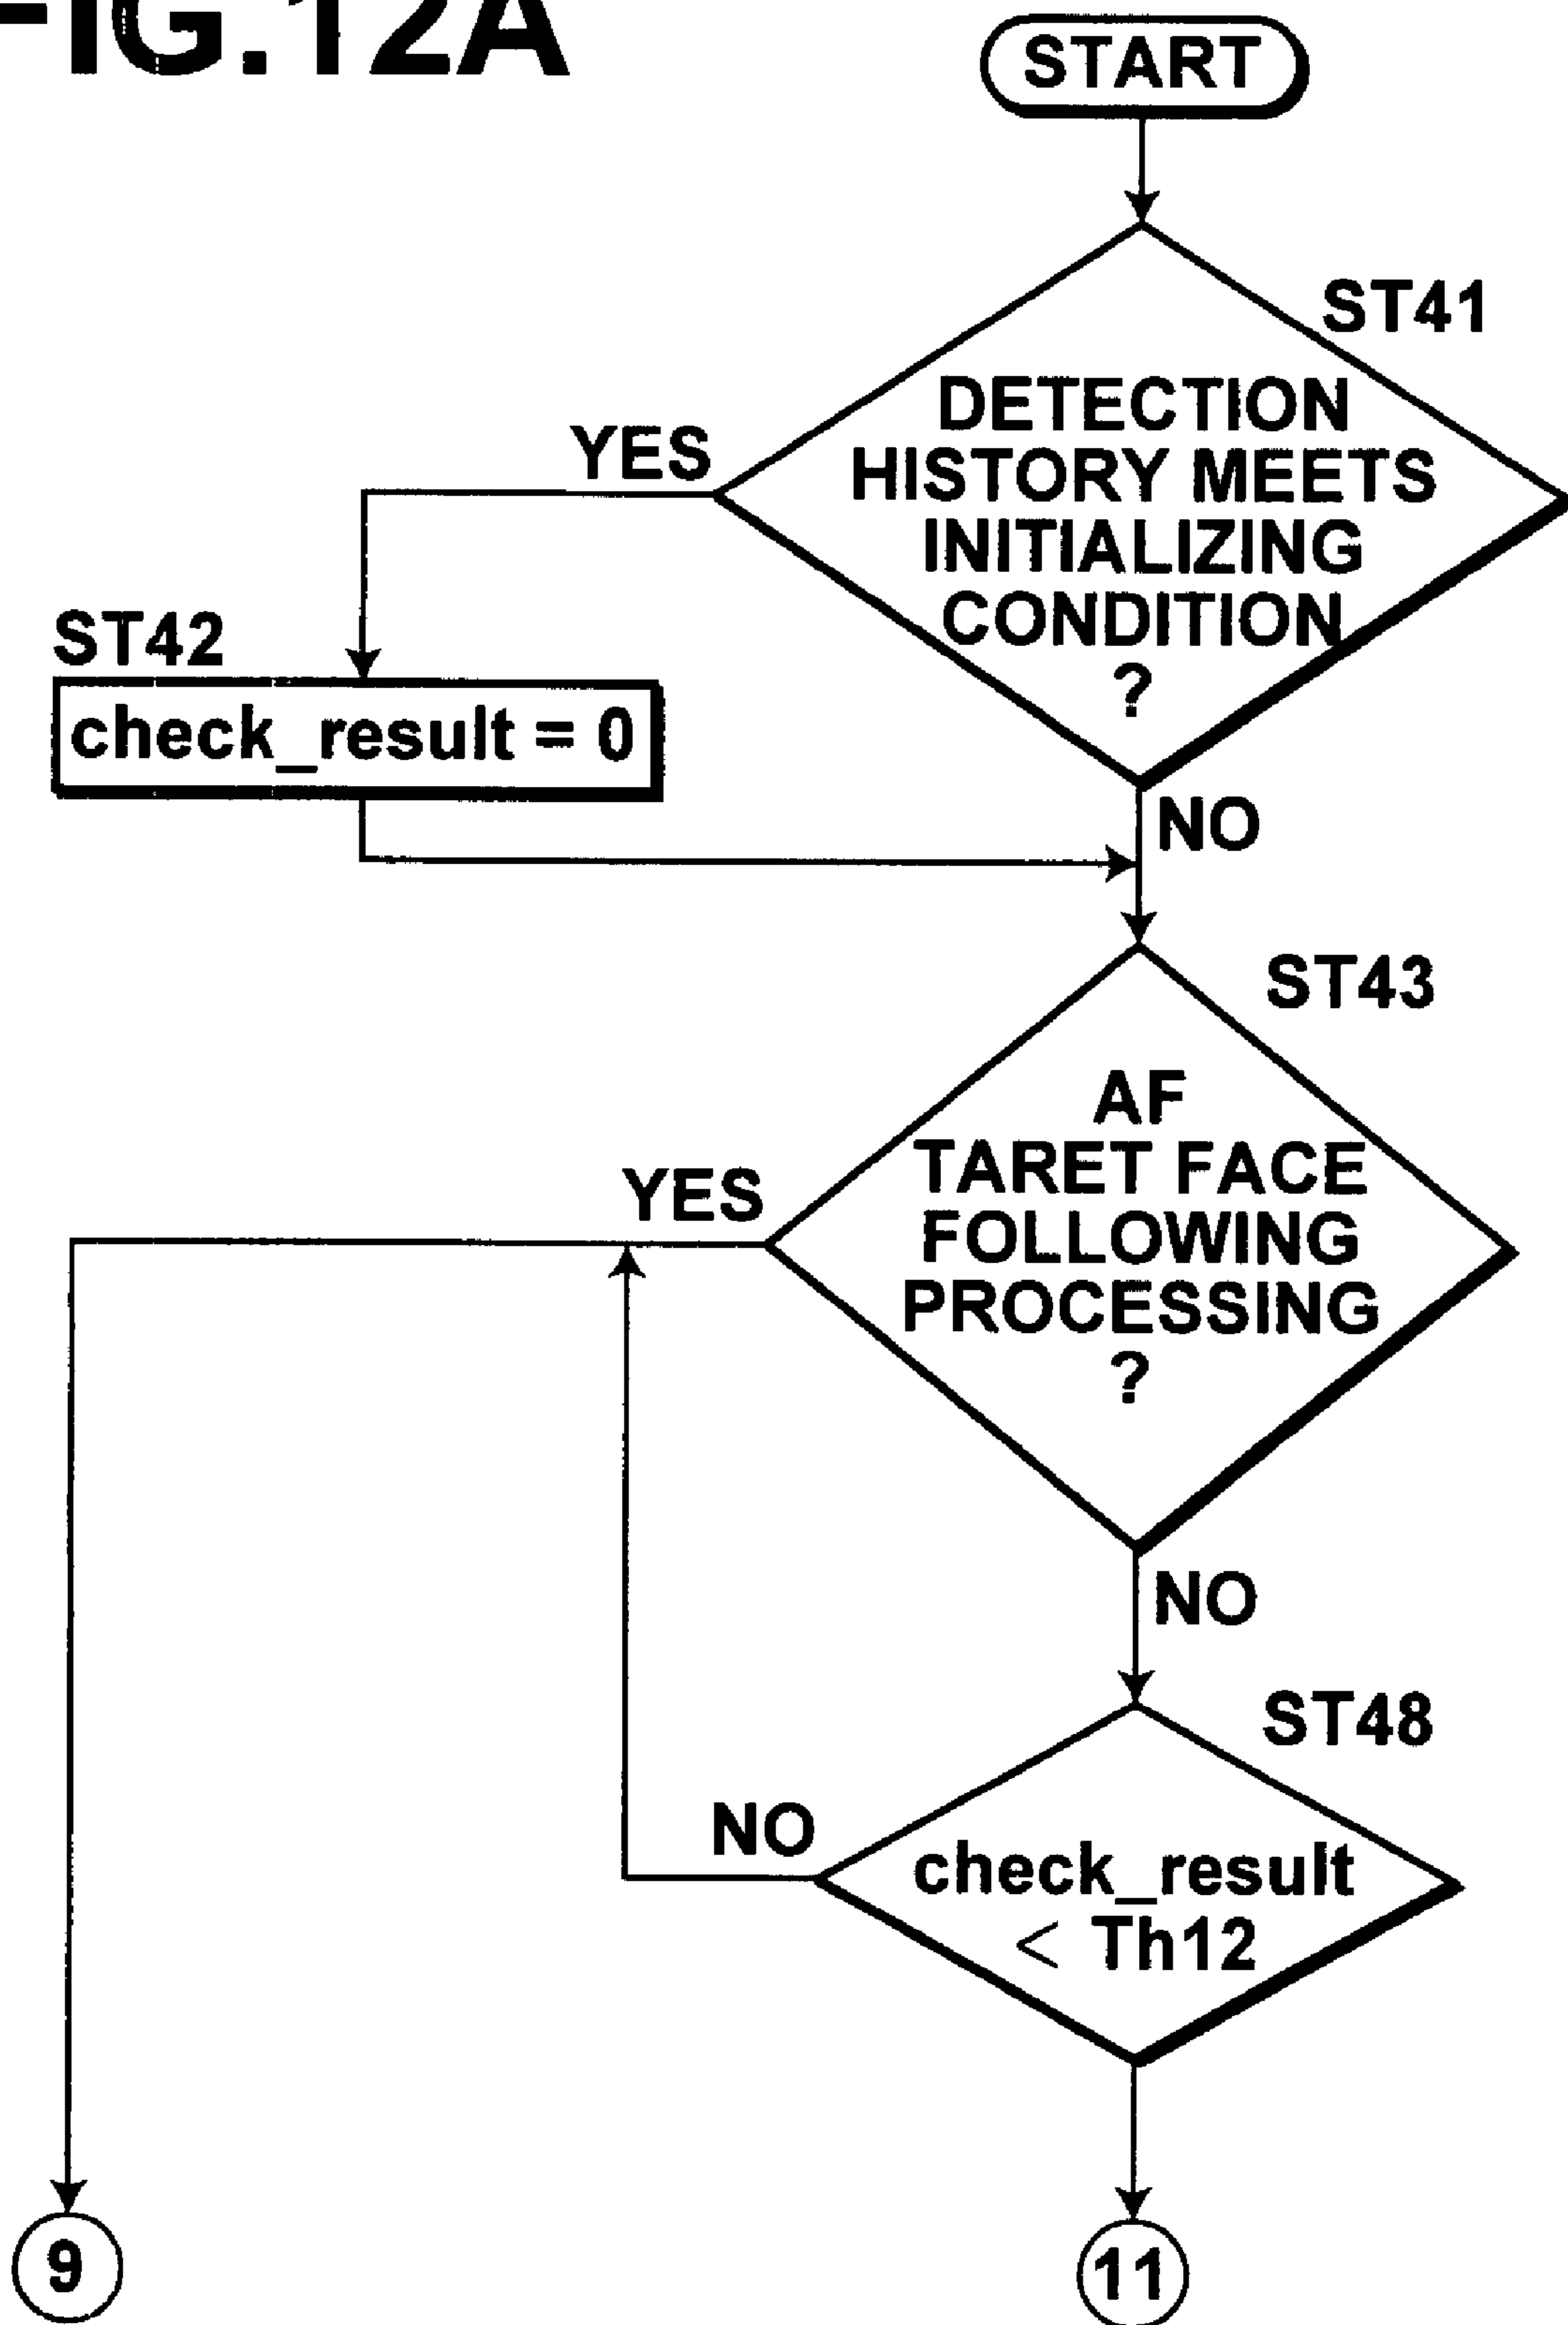 FIG.12A
START
ST41
DETECTION
HISTORY MEETS
INITIALIZING
CONDITION
?
YES
ST42
check_result = 0
NO
ST43
AF
TARET FACE
FOLLOWING
PROCESSING
?
YES
NO
ST48
check_result
< Th12
NO
9
11